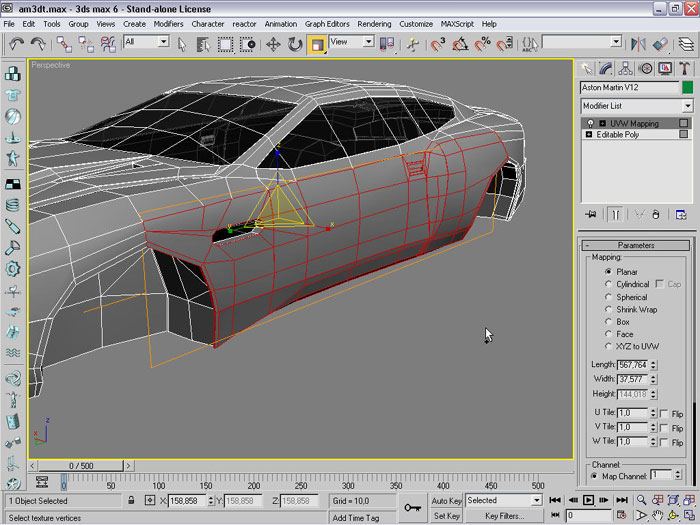 am3dt.max - 3ds max 6 - Stand-alone License
File Edit Tools Group Views Create Modifiers Character reactor Animation Graph Editors Rendering Customize MAXScript Help
All View 3 %
ABC
Perspective
Aston Martin V12
Modifier List
UVW Mapping
Editable Poly
Parameters
Mapping:
Planar
Cylindrical Cap
Spherical
Shrink Wrap
Box
Face
XYZ to UVW
Length: 567,764
Width: 37,577
Height: 144,018
U Tile: 1,0 Flip
V Tile: 1,0 Flip
W Tile: 1,0 Flip
Channel:
Map Channel: 1
z
x
y
x
z
0 / 500
0 50 100 150 200 250 300 350 400 450 500
1 Object Selected X: 158,858 Y: 158,858 Z: 158,858 Grid = 10,0 Auto Key Selected
Select texture vertices Add Time Tag Set Key Key Filters... 0